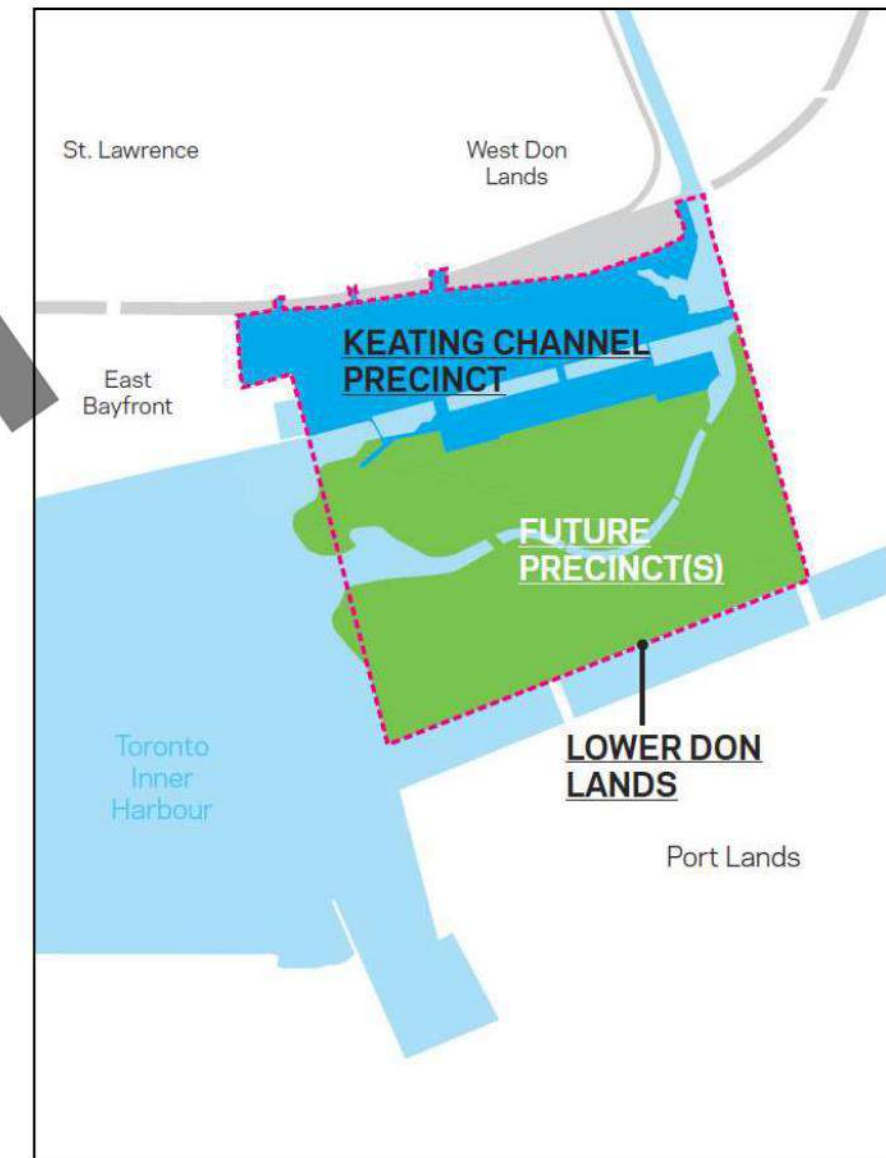 St. Lawrence
West Don
Lands
KEATING CHANNEL
PRECINCT
East
Bayfront
FUTURE
PRECINCT(S)
LOWER DON
LANDS
Toronto
Inner
Harbour
Port Lands